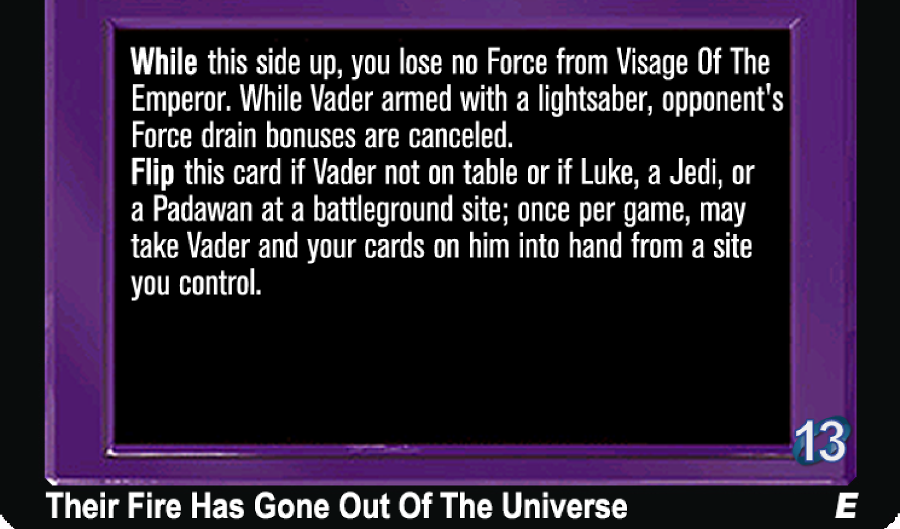 While this side up, you lose no Force from Visage Of The
Emperor. While Vader armed with a lightsaber, opponent's
Force drain bonuses are canceled.
Flip this card if Vader not on table or if Luke, a Jedi, or
a Padawan at a battleground site; once per game, may
take Vader and your cards on him into hand from a site
you control.
13
Their Fire Has Gone Out Of The Universe E